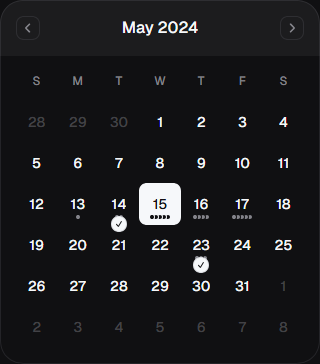 May 2024
S M T W T F S
28 29 30 1 2 3 4
5 6 7 8 9 10 11
12 13 14 15 16 17 18
19 20 21 22 23 24 25
26 27 28 29 30 31 1
2 3 4 5 6 7 8